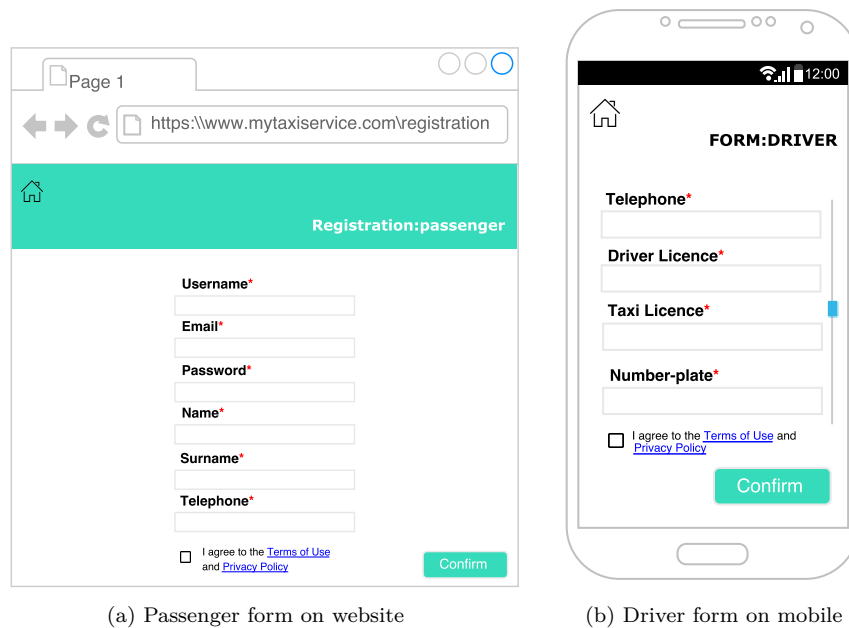 Page 1
https:\\www.mytaxiservice.com\registration
Registration:passenger
Username*
Email*
Password*
Name*
Surname*
Telephone*
I agree to the Terms of Use
and Privacy Policy
Confirm
(a) Passenger form on website
12:00
FORM:DRIVER
Telephone*
Driver Licence*
Taxi Licence*
Number-plate*
I agree to the Terms of Use and
Privacy Policy
Confirm
(b) Driver form on mobile